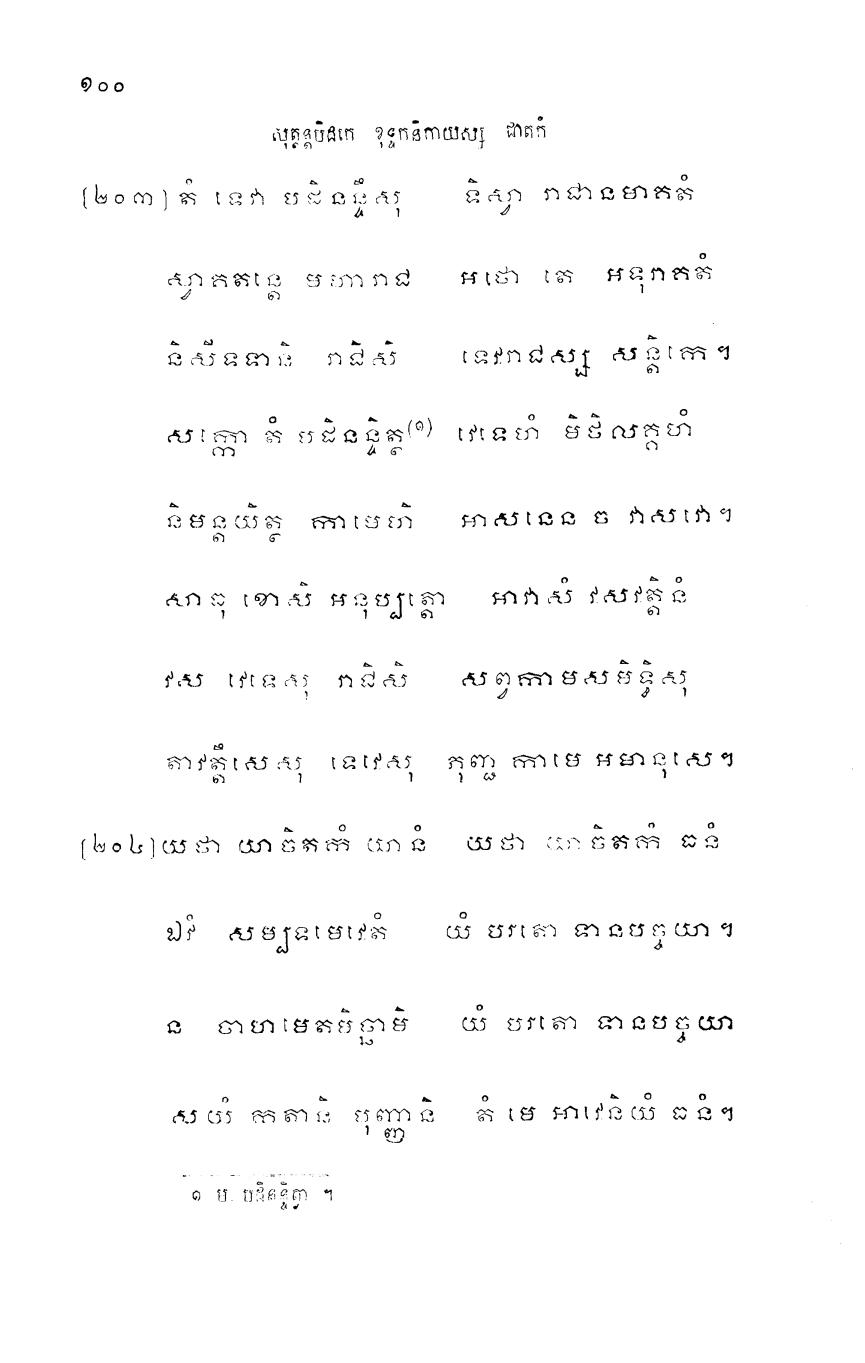 ១០០
សុត្តន្តបិដកេ ខុទ្ទកនិកាយស្ស ជាតកំ
[២០៣] តំ ទេវា បដិនន្ទឹសុ ទិស្វា រាជានមាគតំ
ស្វាគតន្តេ មហារាជ អថោ តេ អទុរាគតំ
និសីទទានិ រាជិសិ ទេវរាជស្ស សន្តិកេ។
សក្កោ តំ បដិនន្ទិត្ថ(១) វេទេហំ មិថិលគ្គហំ
និមន្តយិត្ថ កាមេហិ អាសនេន ច វាសវោ។
សាធុ ខោសិ អនុប្បត្តោ អាវាសំ វសវត្តិនំ
វស វេទេសុ រាជិសិ សព្វកាមសមិទ្ធិសុ
តាវត្តឹសេសុ ទេវេសុ ភុញ្ជ កាមេ អមានុសេ។
[២០៤] យថា យាចិតកំ យានំ យថា យាចិតកំ ធនំ
ឯវំ សម្បទមេវេតំ យំ បរតោ ទានបច្ចយា។
ន ចាហមេតមិច្ឆាមិ យំ បរតោ ទានបច្ចយា
សយំ កតានិ បុញ្ញានិ តំ មេ អាវេនិយំ ធនំ។
១ ម. បដិនន្ទិត្វា ។